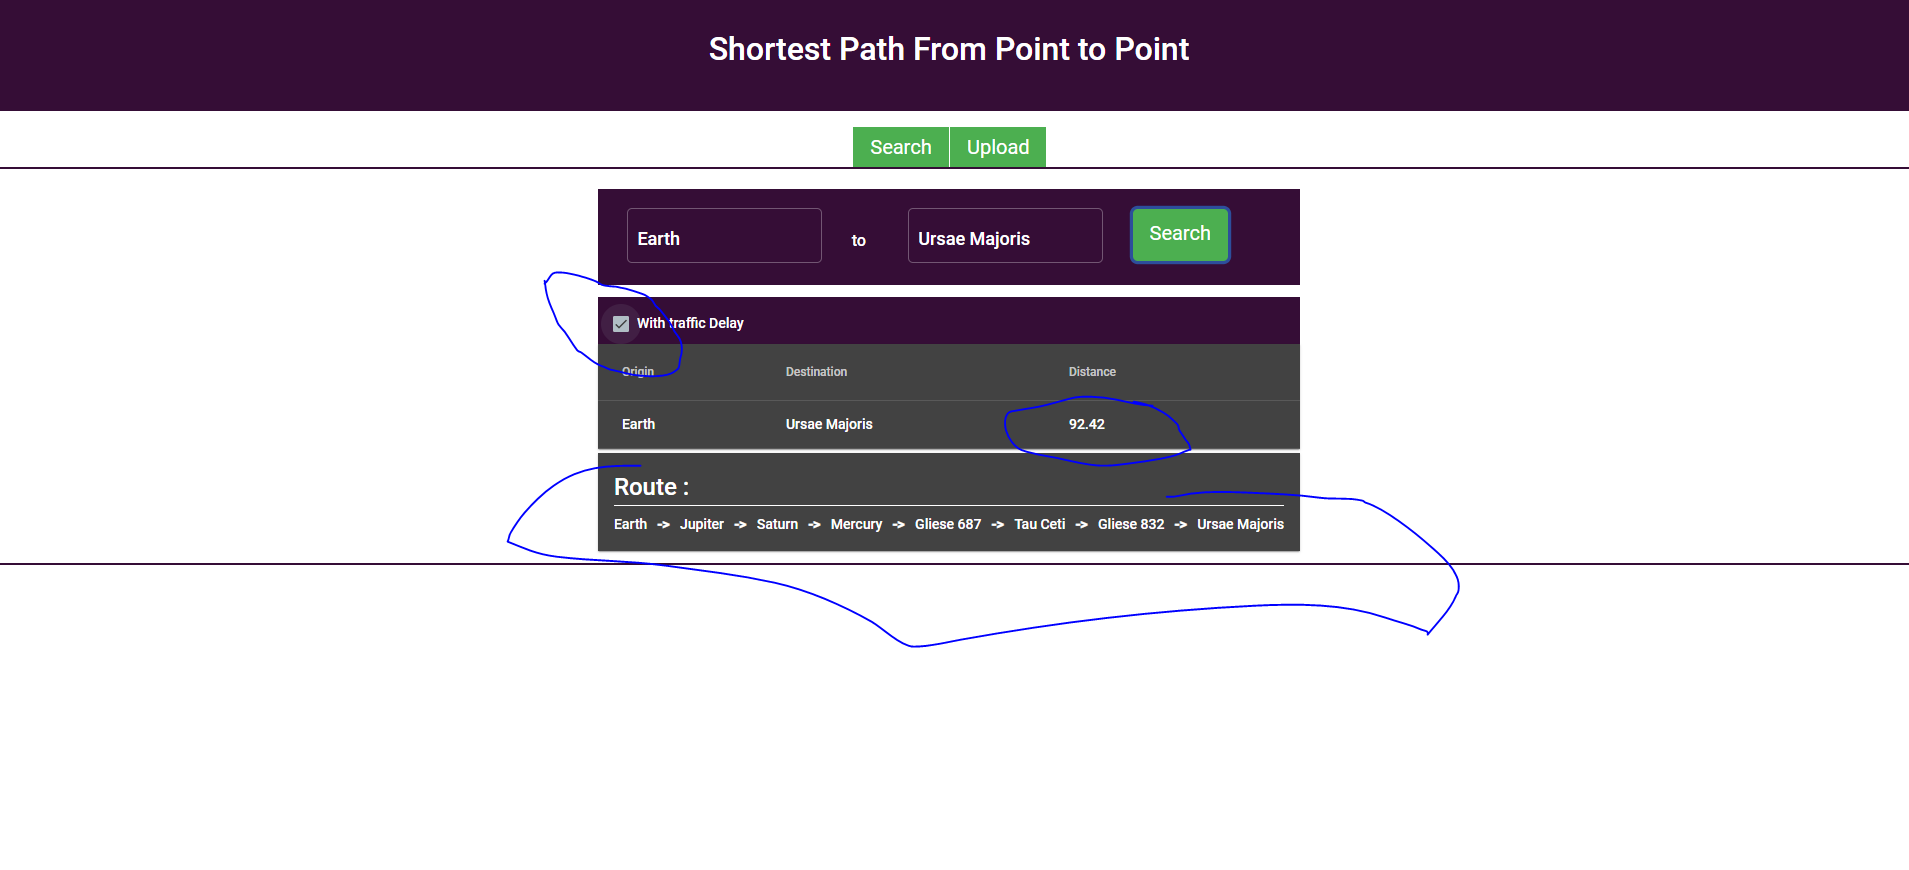 Shortest Path From Point to Point
Search Upload
Earth to Ursae Majoris Search
With traffic Delay
Origin Destination Distance
Earth Ursae Majoris 92.42
Route :
Earth -> Jupiter -> Saturn -> Mercury -> Gliese 687 -> Tau Ceti -> Gliese 832 -> Ursae Majoris